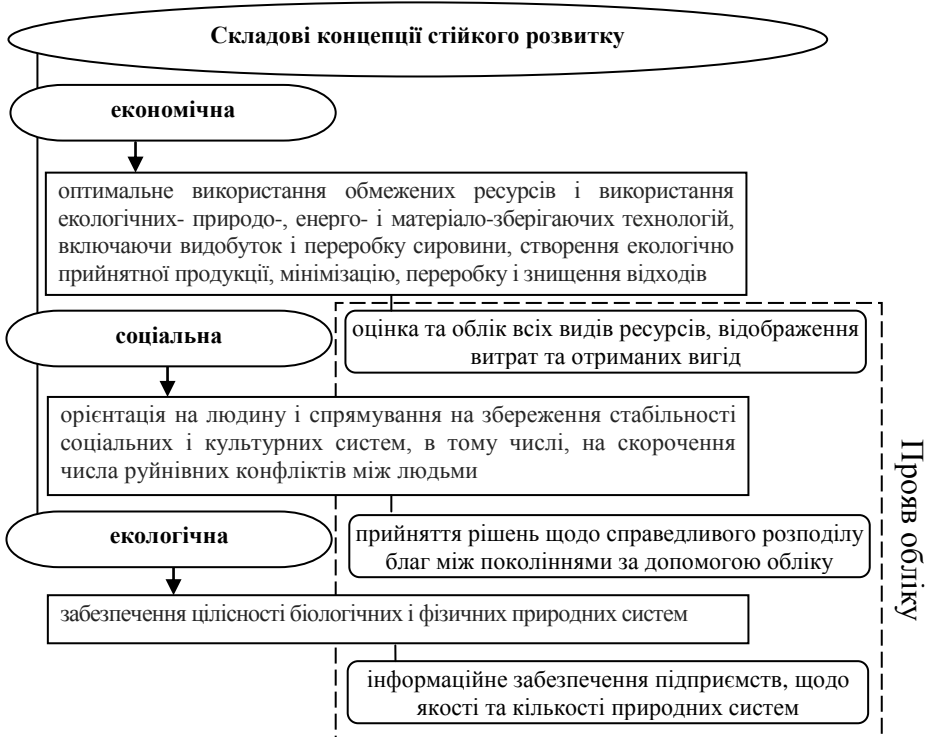 Складові концепції стійкого розвитку
економічна
оптимальне використання обмежених ресурсів і використання
екологічних- природо-, енерго- і матеріало-зберігаючих технологій,
включаючи видобуток і переробку сировини, створення екологічно
прийнятної продукції, мінімізацію, переробку і знищення відходів
соціальна
оцінка та облік всіх видів ресурсів, відображення
витрат та отриманих вигід
орієнтація на людину і спрямування на збереження стабільності
соціальних і культурних систем, в тому числі, на скорочення
числа руйнівних конфліктів між людьми
екологічна
прийняття рішень щодо справедливого розподілу
благ між поколіннями за допомогою обліку
забезпечення цілісності біологічних і фізичних природних систем
інформаційне забезпечення підприємств, щодо
якості та кількості природних систем
Прояв обліку